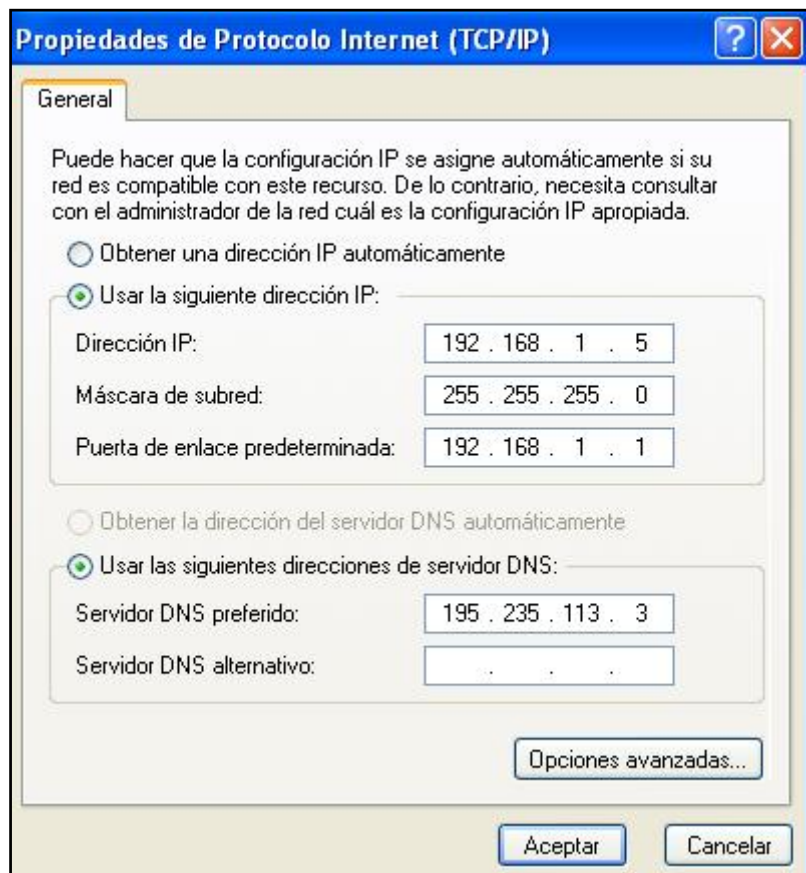 Propiedades de Protocolo Internet (TCP/IP)
General
Puede hacer que la configuración IP se asigne automáticamente si su
red es compatible con este recurso. De lo contrario, necesita consultar
con el administrador de la red cuál es la configuración IP apropiada.
Obtener una dirección IP automáticamente
Usar la siguiente dirección IP:
Dirección IP: 192 . 168 . 1 . 5
Máscara de subred: 255 . 255 . 255 . 0
Puerta de enlace predeterminada: 192 . 168 . 1 . 1
Obtener la dirección del servidor DNS automáticamente
Usar las siguientes direcciones de servidor DNS:
Servidor DNS preferido: 195 . 235 . 113 . 3
Servidor DNS alternativo: . . .
Opciones avanzadas...
Aceptar Cancelar